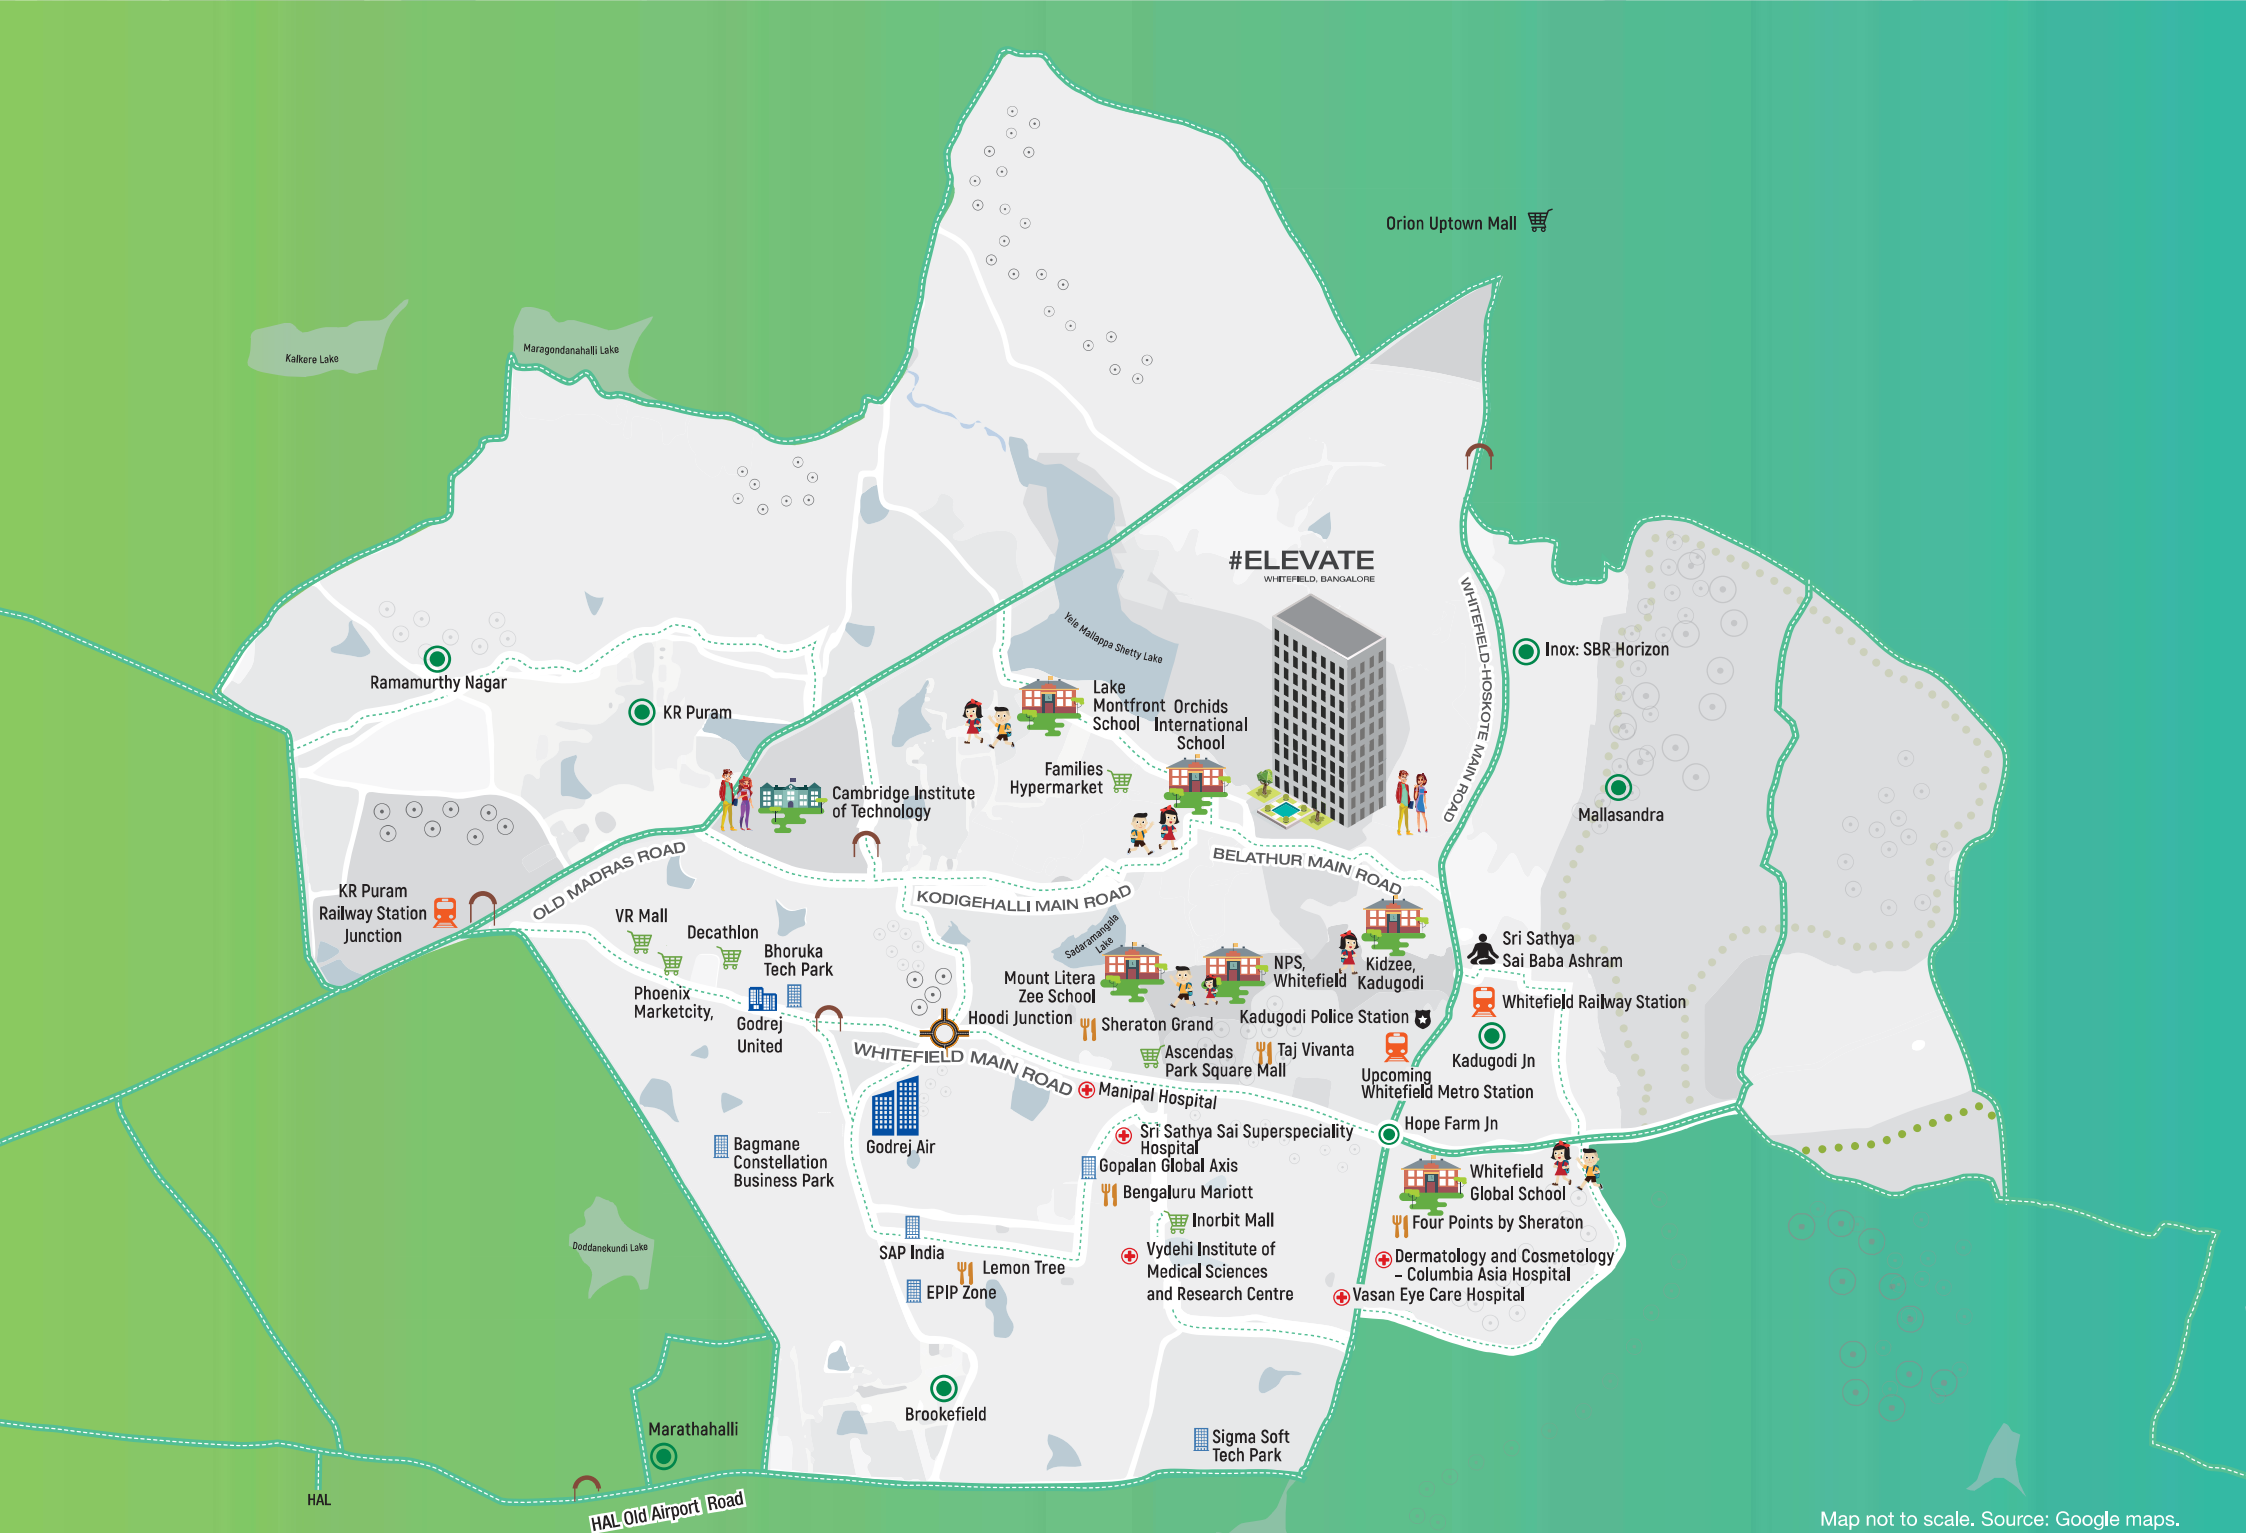 Orion Uptown Mall
Kalkere Lake
Maragondanahalli Lake
#ELEVATE
WHITEFIELD, BANGALORE
Yele Mallappa Shetty Lake
WHITEFIELD-HOSKOTE MAIN ROAD
Inox: SBR Horizon
Ramamurthy Nagar
KR Puram
Lake
Montfront
School
Orchids
International
School
Families
Hypermarket
Cambridge Institute
of Technology
Mallasandra
OLD MADRAS ROAD
BELATHUR MAIN ROAD
KODIGEHALLI MAIN ROAD
KR Puram
Railway Station
Junction
VR Mall
Decathlon
Bhoruka
Tech Park
Phoenix
Marketcity,
Godrej
United
Sadaramangala
Lake
Mount Litera
Zee School
NPS,
Whitefield
Kidzee,
Kadugodi
Sri Sathya
Sai Baba Ashram
Whitefield Railway Station
Hoodi Junction
Sheraton Grand
Kadugodi Police Station
Kadugodi Jn
WHITEFIELD MAIN ROAD
Ascendas
Park Square Mall
Taj Vivanta
Upcoming
Whitefield Metro Station
Manipal Hospital
Hope Farm Jn
Godrej Air
Bagmane
Constellation
Business Park
Sri Sathya Sai Superspeciality
Hospital
Gopalan Global Axis
Bengaluru Mariott
Whitefield
Global School
Inorbit Mall
Four Points by Sheraton
SAP India
Lemon Tree
EPIP Zone
Vydehi Institute of
Medical Sciences
and Research Centre
Dermatology and Cosmetology
– Columbia Asia Hospital
Vasan Eye Care Hospital
Doddanekundi Lake
Brookefield
Marathahalli
Sigma Soft
Tech Park
HAL
HAL Old Airport Road
Map not to scale. Source: Google maps.